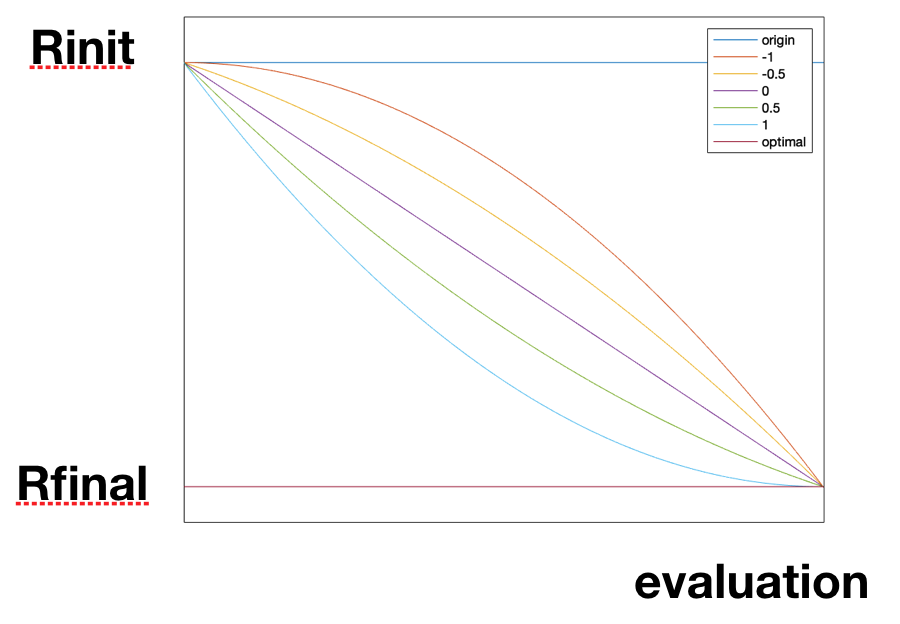 Rinit
origin
-1
-0.5
0
0.5
1
optimal
Rfinal
evaluation